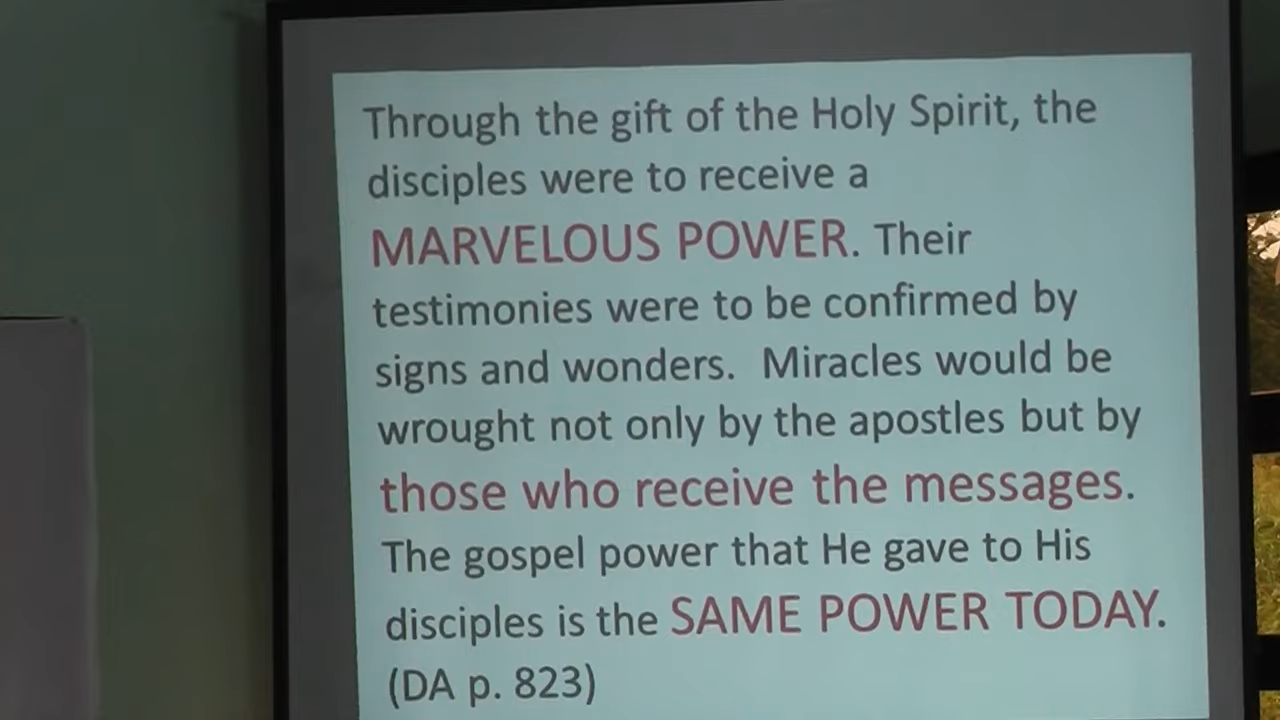 Through the gift of the Holy Spirit, the
disciples were to receive a
MARVELOUS POWER. Their
testimonies were to be confirmed by
signs and wonders.  Miracles would be
wrought not only by the apostles but by
those who receive the messages.
The gospel power that He gave to His
disciples is the SAME POWER TODAY.
(DA p. 823)